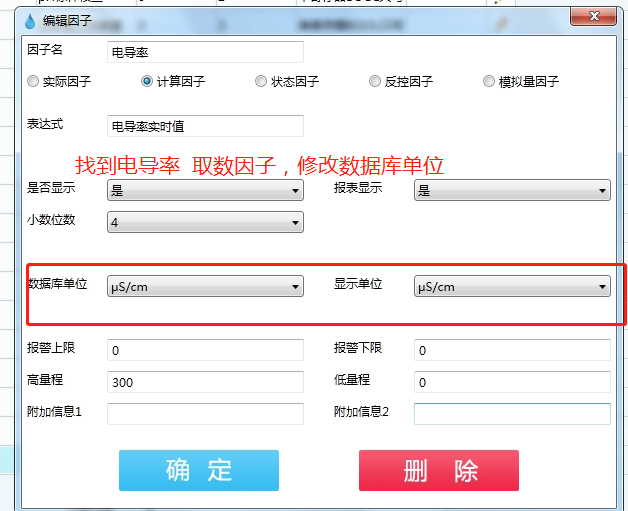 编辑因子
因子名 电导率
实际因子 计算因子 状态因子 反控因子 模拟量因子
表达式 电导率实时值
找到电导率 取数因子，修改数据库单位
是否显示 是 报表显示 是
小数位数 4
数据库单位 µS/cm 显示单位 µS/cm
报警上限 0 报警下限 0
高量程 300 低量程 0
附加信息1 附加信息2
确 定 删 除